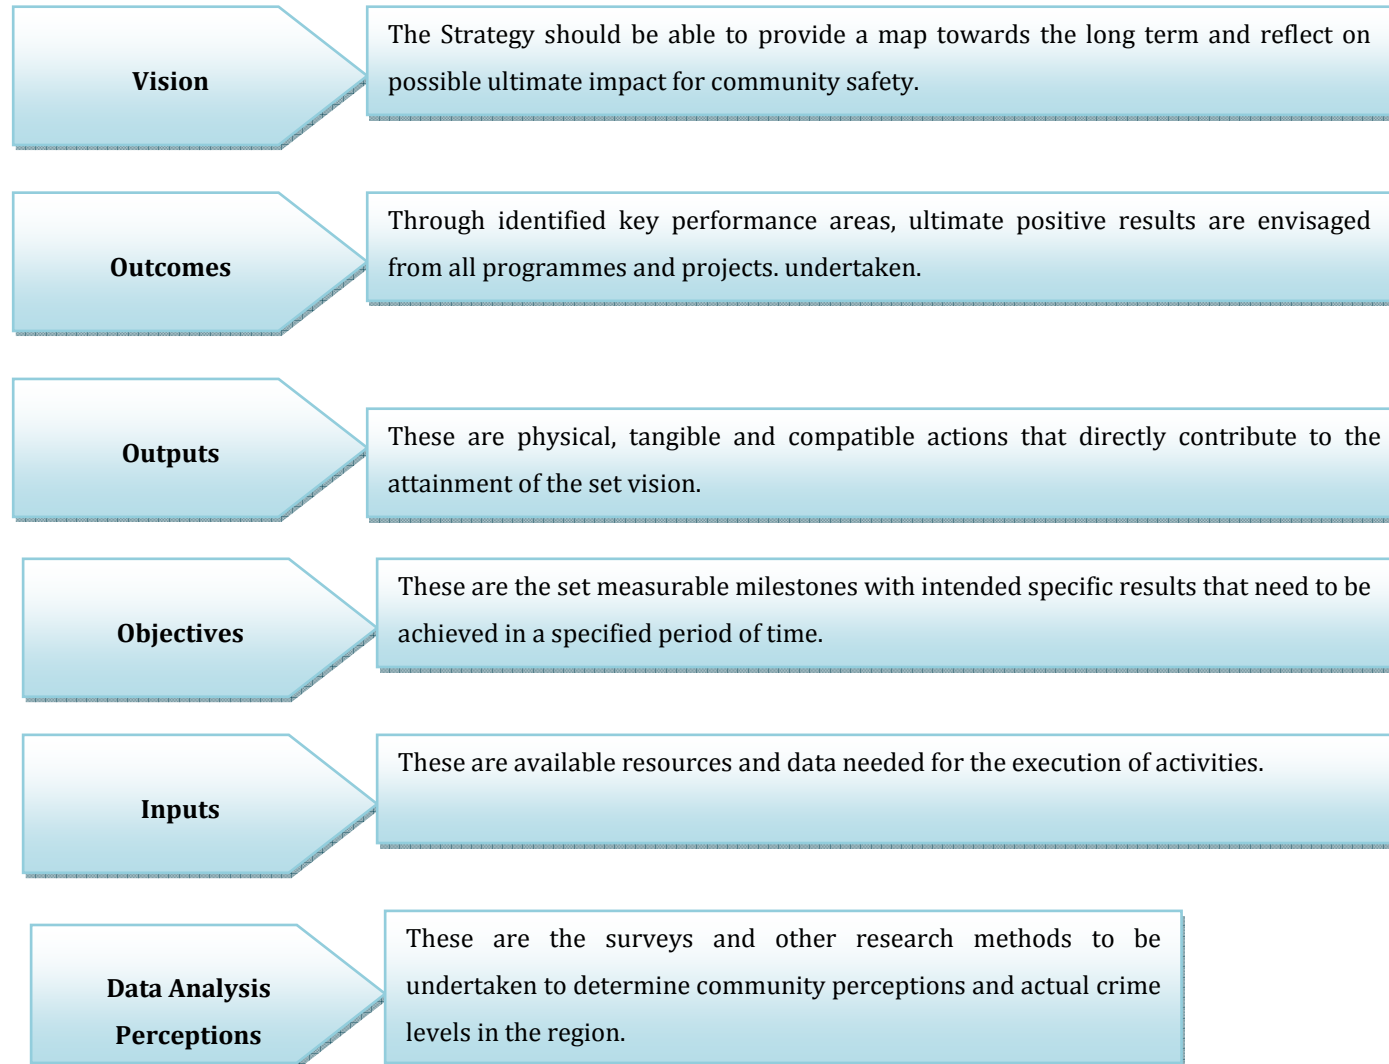 Vision
The Strategy should be able to provide a map towards the long term and reflect on
possible ultimate impact for community safety.
Outcomes
Through identified key performance areas, ultimate positive results are envisaged
from all programmes and projects. undertaken.
Outputs
These are physical, tangible and compatible actions that directly contribute to the
attainment of the set vision.
Objectives
These are the set measurable milestones with intended specific results that need to be
achieved in a specified period of time.
Inputs
These are available resources and data needed for the execution of activities.
Data Analysis
Perceptions
These are the surveys and other research methods to be
undertaken to determine community perceptions and actual crime
levels in the region.